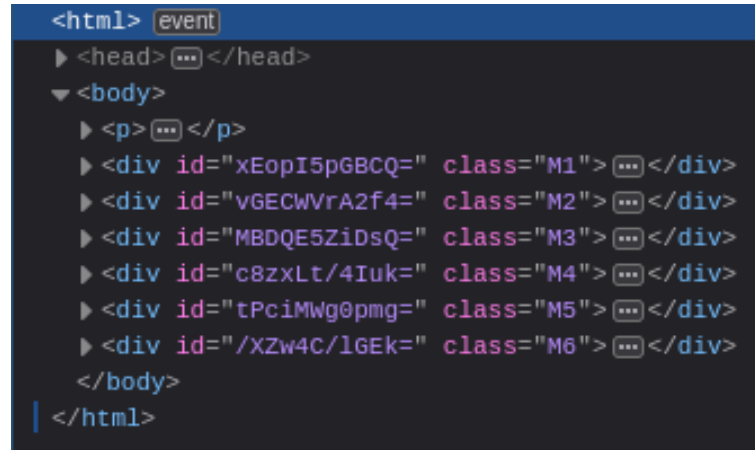 <html> event
<head>···</head>
<body>
<p>···</p>
<div id="xEopI5pGBCQ=" class="M1">···</div>
<div id="vGECWVrA2f4=" class="M2">···</div>
<div id="MBDQE5ZiDsQ=" class="M3">···</div>
<div id="c8zxLt/4Iuk=" class="M4">···</div>
<div id="tPciMWg0pmg=" class="M5">···</div>
<div id="/XZw4C/lGEk=" class="M6">···</div>
</body>
</html>